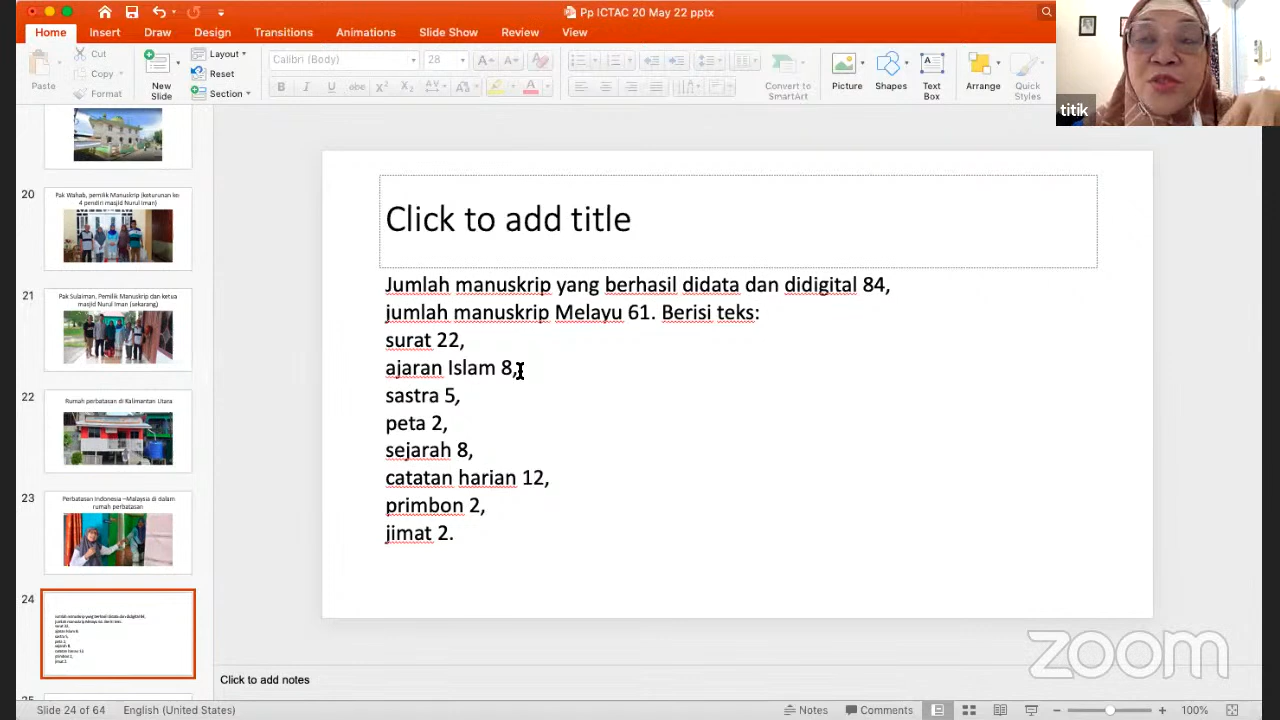 Pp ICTAC 20 May 22 pptx
Home Insert Draw Design Transitions Animations Slide Show Review View
Paste
Cut
Copy
Format
New Slide
Layout
Reset
Section
Calibri (Body) 28
Convert to SmartArt
Picture
Shapes
Text Box
Arrange
Quick Styles
titik
20
Pak Wahab, pemilik Manuskrip (keturunan ke
4 pendiri masjid Nurul Iman)
21
Pak Sulaiman, Pemilik Manuskrip dan ketua
masjid Nurul Iman (sekarang)
22
Rumah perbatasan di Kalimantan Utara
23
Perbatasan Indonesia –Malaysia di dalam
rumah perbatasan
24
Click to add title
Jumlah manuskrip yang berhasil didata dan didigital 84,
jumlah manuskrip Melayu 61. Berisi teks:
surat 22,
ajaran Islam 8,
sastra 5,
peta 2,
sejarah 8,
catatan harian 12,
primbon 2,
jimat 2.
zoom
Click to add notes
Slide 24 of 64 English (United States) Notes Comments 100%